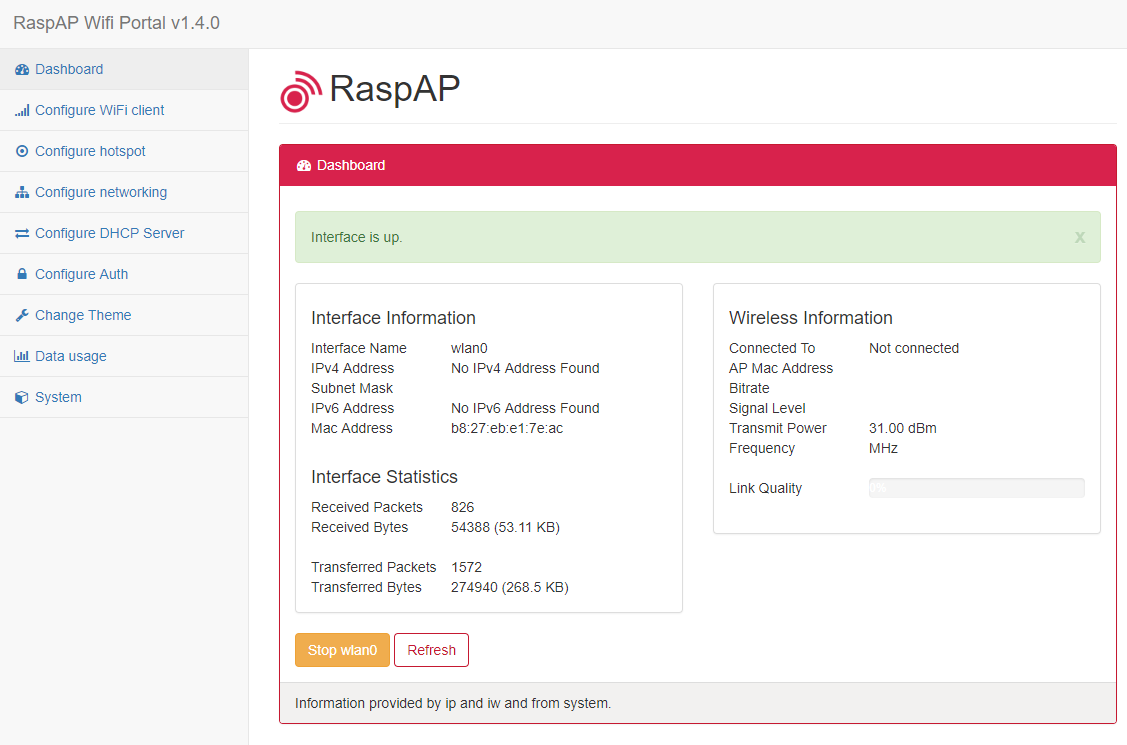 RaspAP Wifi Portal v1.4.0
Dashboard
Configure WiFi client
Configure hotspot
Configure networking
Configure DHCP Server
Configure Auth
Change Theme
Data usage
System
RaspAP
Dashboard
Interface is up.
x
Interface Information
Interface Name wlan0
IPv4 Address No IPv4 Address Found
Subnet Mask
IPv6 Address No IPv6 Address Found
Mac Address b8:27:eb:e1:7e:ac
Interface Statistics
Received Packets 826
Received Bytes 54388 (53.11 KB)
Transferred Packets 1572
Transferred Bytes 274940 (268.5 KB)
Wireless Information
Connected To Not connected
AP Mac Address
Bitrate
Signal Level
Transmit Power 31.00 dBm
Frequency MHz
Link Quality 0%
Stop wlan0
Refresh
Information provided by ip and iw and from system.